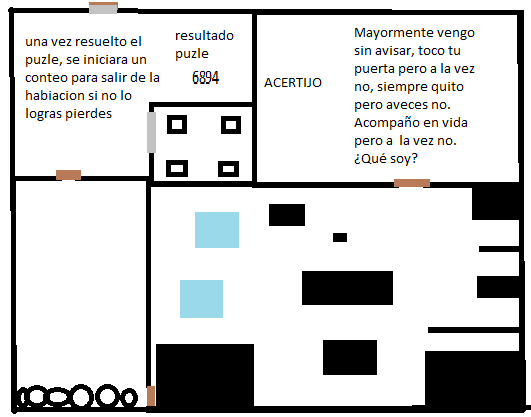 una vez resuelto el
puzle, se iniciara un
conteo para salir de la
habiacion si no lo
logras pierdes
resultado
puzle
6894
ACERTIJO
Mayormente vengo
sin avisar, toco tu
puerta pero a la vez
no, siempre quito
pero aveces no.
Acompaño en vida
pero a la vez no.
¿Qué soy?